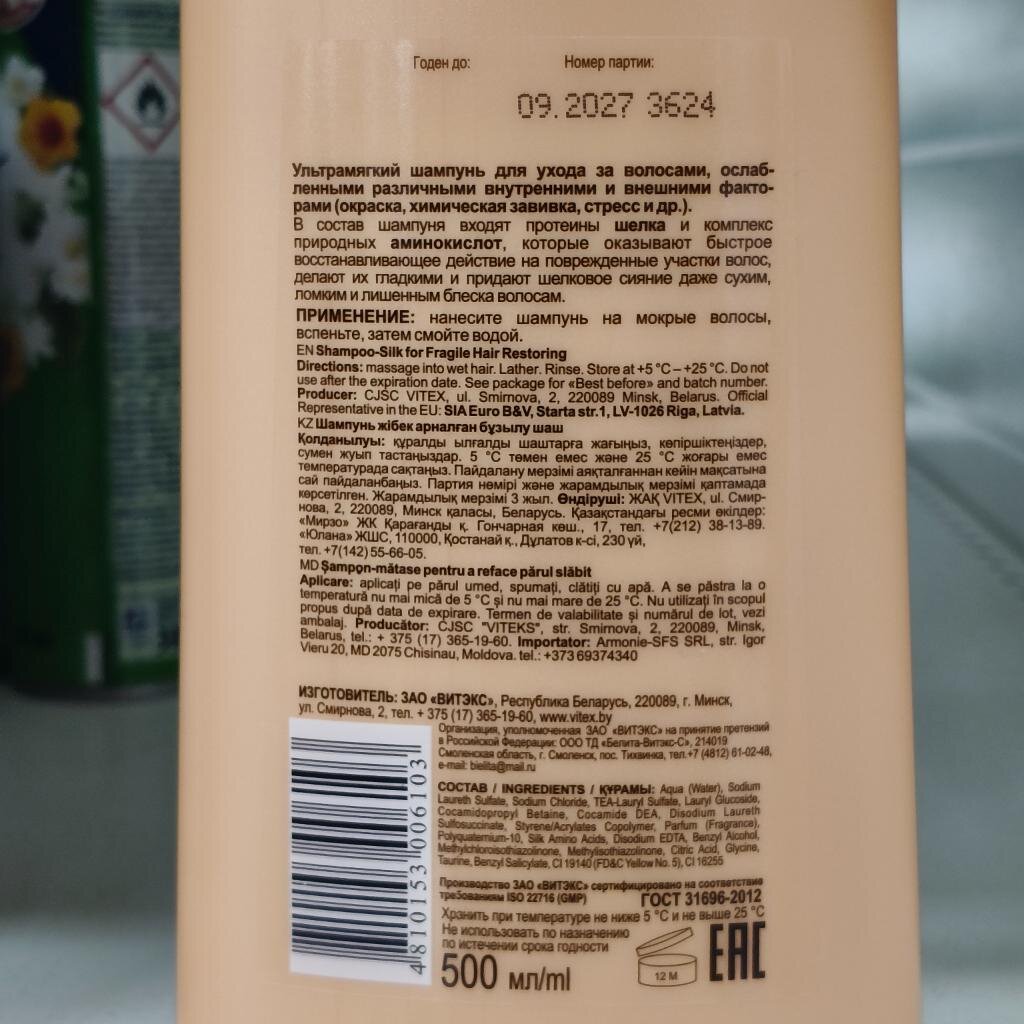 Годен до: Номер партии:
09.2027 3624
Ультрамягкий шампунь для ухода за волосами, ослаб-
ленными различными внутренними и внешними факто-
рами (окраска, химическая завивка, стресс и др.).
В состав шампуня входят протеины шелка и комплекс
природных аминокислот, которые оказывают быстрое
восстанавливающее действие на поврежденные участки волос,
делают их гладкими и придают шелковое сияние даже сухим,
ломким и лишенным блеска волосам.
ПРИМЕНЕНИЕ: нанесите шампунь на мокрые волосы,
вспеньте, затем смойте водой.
EN Shampoo-Silk for Fragile Hair Restoring
Directions: massage into wet hair. Lather. Rinse. Store at +5 °C – +25 °C. Do not
use after the expiration date. See package for «Best before» and batch number.
Producer: CJSC VITEX, ul. Smirnova, 2, 220089 Minsk, Belarus. Official
Representative in the EU: SIA Euro B&V, Starta str.1, LV-1026 Riga, Latvia.
KZ Шампунь жібек арналған бұзылу шаш
Қолданылуы: құралды ылғалды шаштарға жағыңыз, көпіршіктеңіздер,
сумен жуып тастаңыздар. 5 °C төмен емес және 25 °C жоғары емес
температурада сақтаңыз. Пайдалану мерзімі аяқталғаннан кейін мақсатына
сай пайдаланбаңыз. Партия немірі және жарамдылық мерзімі қаптамада
көрсетілген. Жарамдылық мерзімі 3 жыл. Өндіруші: ЖАҚ VITEX, ul. Смир-
нова, 2, 220089, Минск қаласы, Беларусь. Қазақстандағы ресми өкілдер:
«Мирзо» ЖК Қарағанды қ. Гончарная көш., 17, тел. +7(212) 38-13-89.
«Юлана» ЖШС, 110000, Қостанай қ., Дұлатов к-сі, 230 үй,
тел. +7(142) 55-66-05.
MD Șampon-mătase pentru a reface părul slăbit
Aplicare: aplicați pe părul umed, spumați, clătiți cu apă. A se păstra la o
temperatură nu mai mică de 5 °C și nu mai mare de 25 °C. Nu utilizați în scopul
propus după data de expirare. Termen de valabilitate și numărul de lot, vezi
ambalaj. Producător: CJSC "VITEKS", str. Smirnova, 2, 220089, Minsk,
Belarus, tel.: + 375 (17) 365-19-60. Importator: Armonie-SFS SRL, str. Igor
Vieru 20, MD 2075 Chisinau, Moldova. tel.: +373 69374340
ИЗГОТОВИТЕЛЬ: ЗАО «ВИТЭКС», Республика Беларусь, 220089, г. Минск,
ул. Смирнова, 2, тел. + 375 (17) 365-19-60, www.vitex.by
Организация, уполномоченная ЗАО «ВИТЭКС» на принятие претензий
в Российской Федерации: ООО ТД «Белита-Витэкс-С», 214019
Смоленская область, г. Смоленск, пос. Тихвинка, тел.+7 (4812) 61-02-48,
e-mail: bielita@mail.ru
СОСТАВ / INGREDIENTS / ҚҰРАМЫ: Aqua (Water), Sodium
Laureth Sulfate, Sodium Chloride, TEA-Lauryl Sulfate, Lauryl Glucoside,
Cocamidopropyl Betaine, Cocamide DEA, Disodium Laureth
Sulfosuccinate, Styrene/Acrylates Copolymer, Parfum (Fragrance),
Polyquaternium-10, Silk Amino Acids, Disodium EDTA, Benzyl Alcohol,
Methylchloroisothiazolinone, Methylisothiazolinone, Citric Acid, Glycine,
Taurine, Benzyl Salicylate, CI 19140 (FD&C Yellow No. 5), CI 16255
Производство ЗАО «ВИТЭКС» сертифицировано на соответствие
требованиям ISO 22716 (GMP) ГОСТ 31696-2012
Хранить при температуре не ниже 5 °C и не выше 25 °C
Не использовать по назначению
по истечении срока годности
500 мл/ml
12 M
EAC
4810153006103